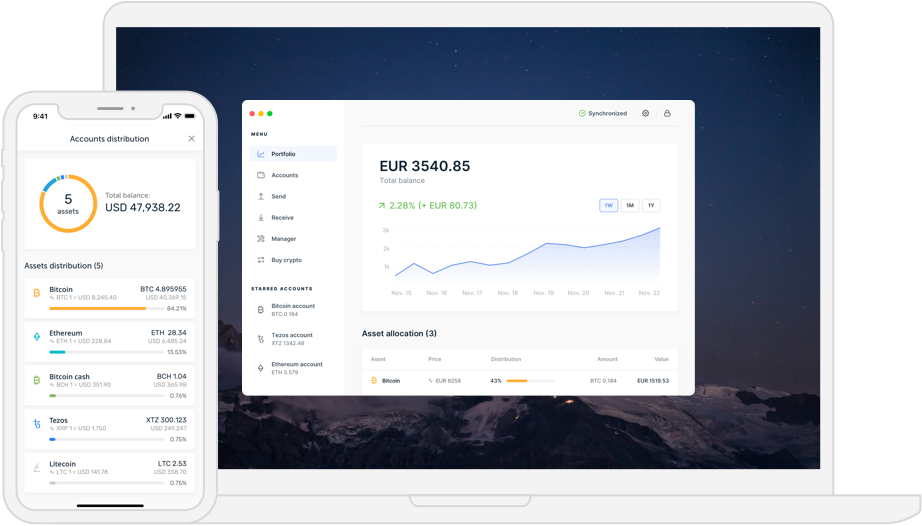 9:41
Accounts distribution
5
assets
Total balance:
USD 47,938.22
Assets distribution (5)
Bitcoin
BTC 4.895955
BTC 1 = USD 8,245.40
USD 40,369.15
84.21%
Ethereum
ETH 28.34
ETH 1 = USD 228.84
USD 6,485.24
13.53%
Bitcoin cash
BCH 1.04
BCH 1 = USD 351.90
USD 365.98
0.76%
Tezos
XTZ 300.123
XRP 1 = USD 1.750
USD 249.247
0.75%
Litecoin
LTC 2.53
LTC 1 = USD 141.78
USD 358.70
0.75%
MENU
Portfolio
Accounts
Send
Receive
Manager
Buy crypto
STARRED ACCOUNTS
Bitcoin account
BTC 0.184
Tezos account
XTZ 1342.48
Ethereum account
ETH 3.579
Synchronized
EUR 3540.85
Total balance
2.28% (+ EUR 80.73)
1W 1M 1Y
3k
2k
1k
Nov. 15 Nov. 16 Nov. 17 Nov. 18 Nov. 19 Nov. 20 Nov. 21 Nov. 22
Asset allocation (3)
Asset Price Distribution Amount Value
Bitcoin EUR 8258 43% BTC 0.184 EUR 1519.53